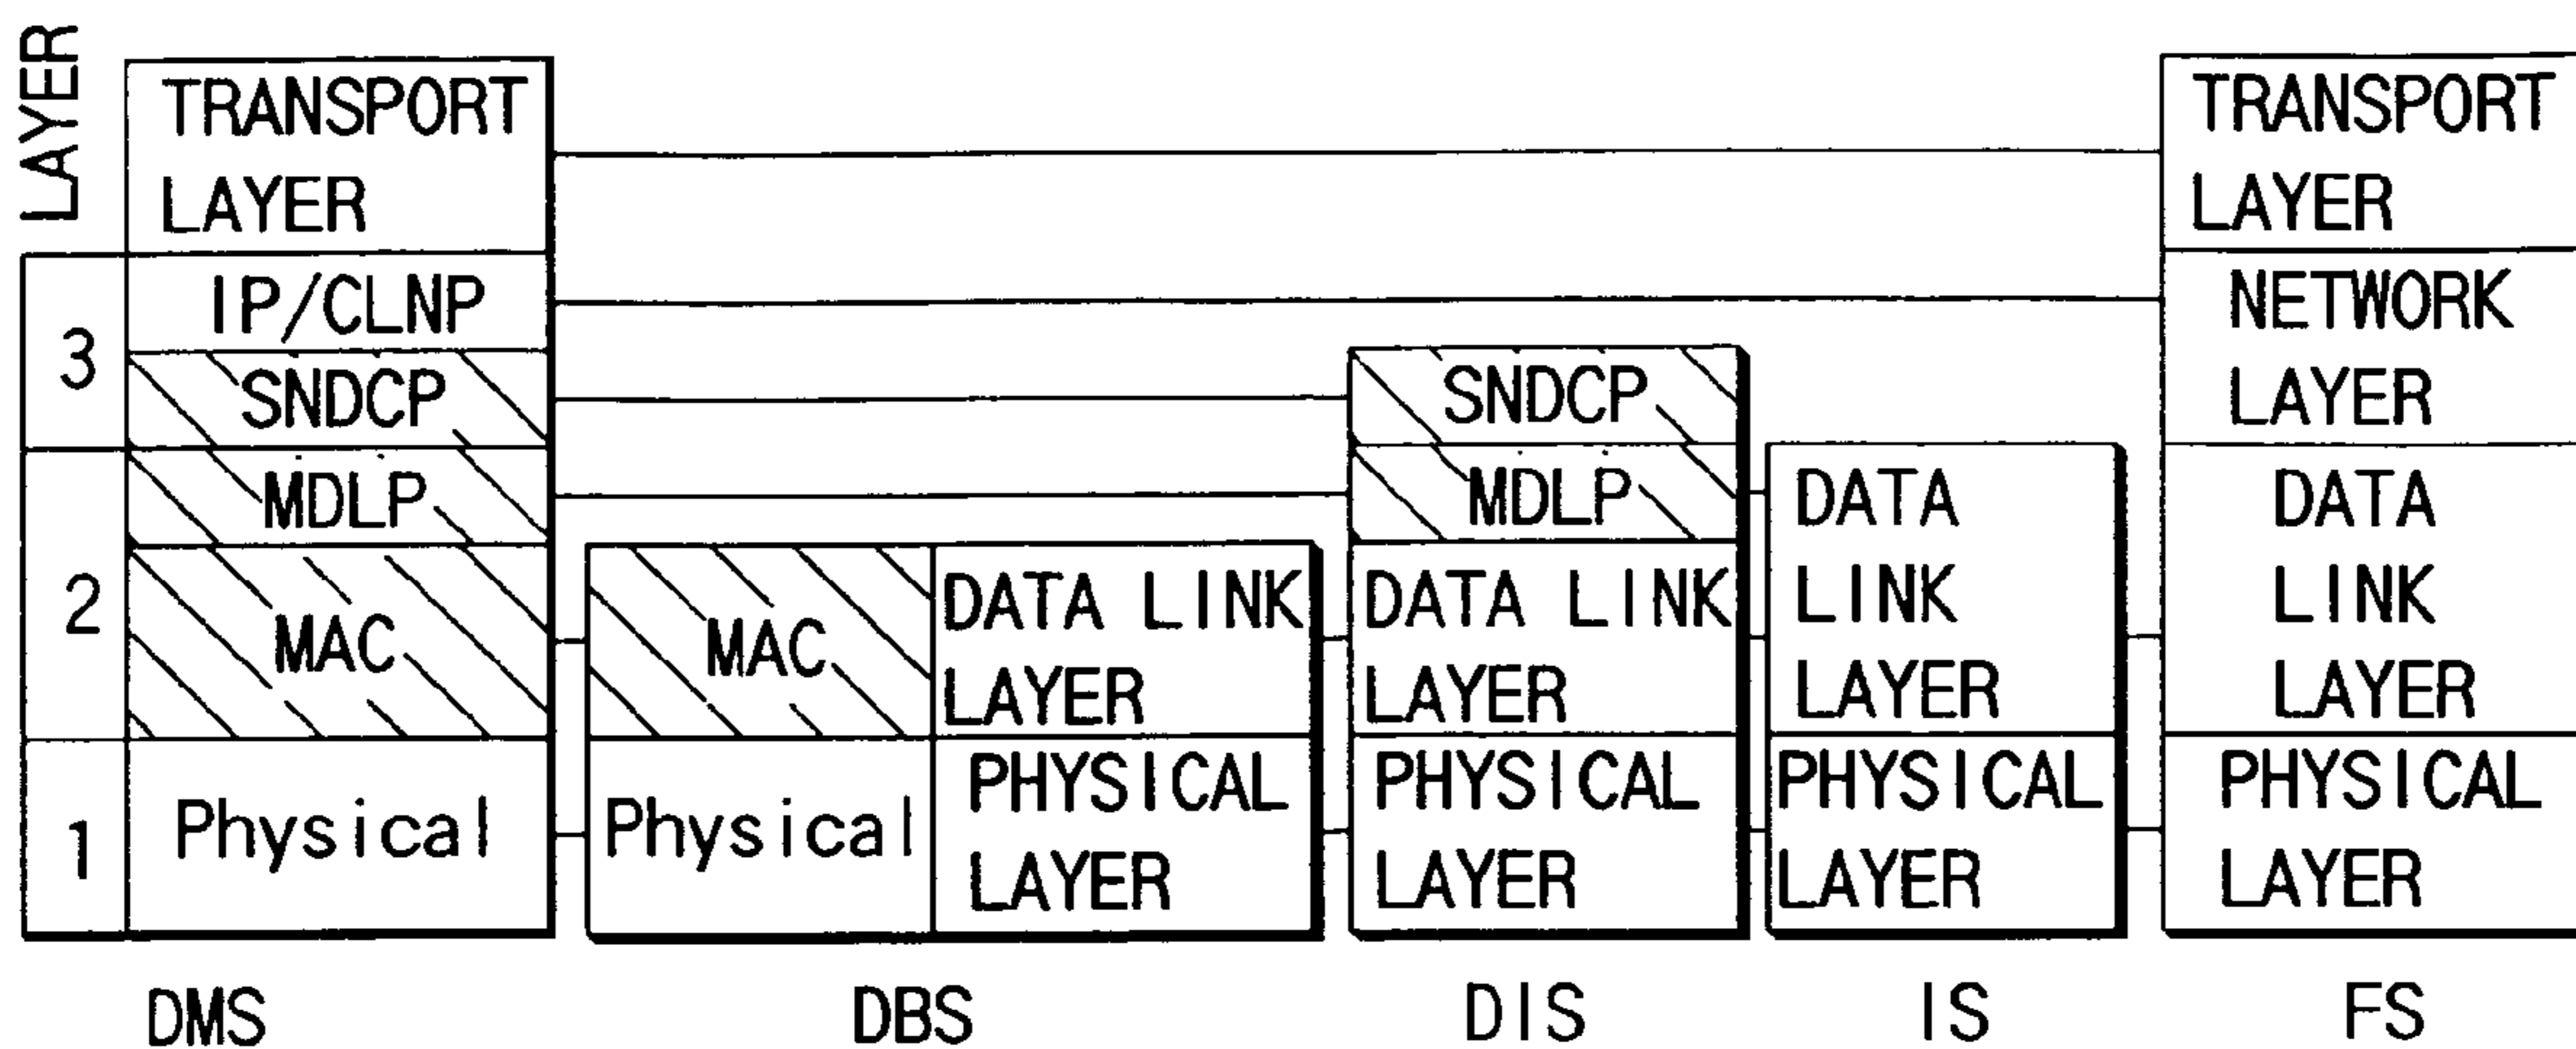 LAYER
3
2
1
TRANSPORT
LAYER
IP/CLNP
SNDCP
MDLP
MAC
Physical
DMS
MAC
Physical
DATA LINK
LAYER
PHYSICAL
LAYER
DBS
SNDCP
MDLP
DATA LINK
LAYER
PHYSICAL
LAYER
DIS
DATA
LINK
LAYER
PHYSICAL
LAYER
IS
TRANSPORT
LAYER
NETWORK
LAYER
DATA
LINK
LAYER
PHYSICAL
LAYER
FS